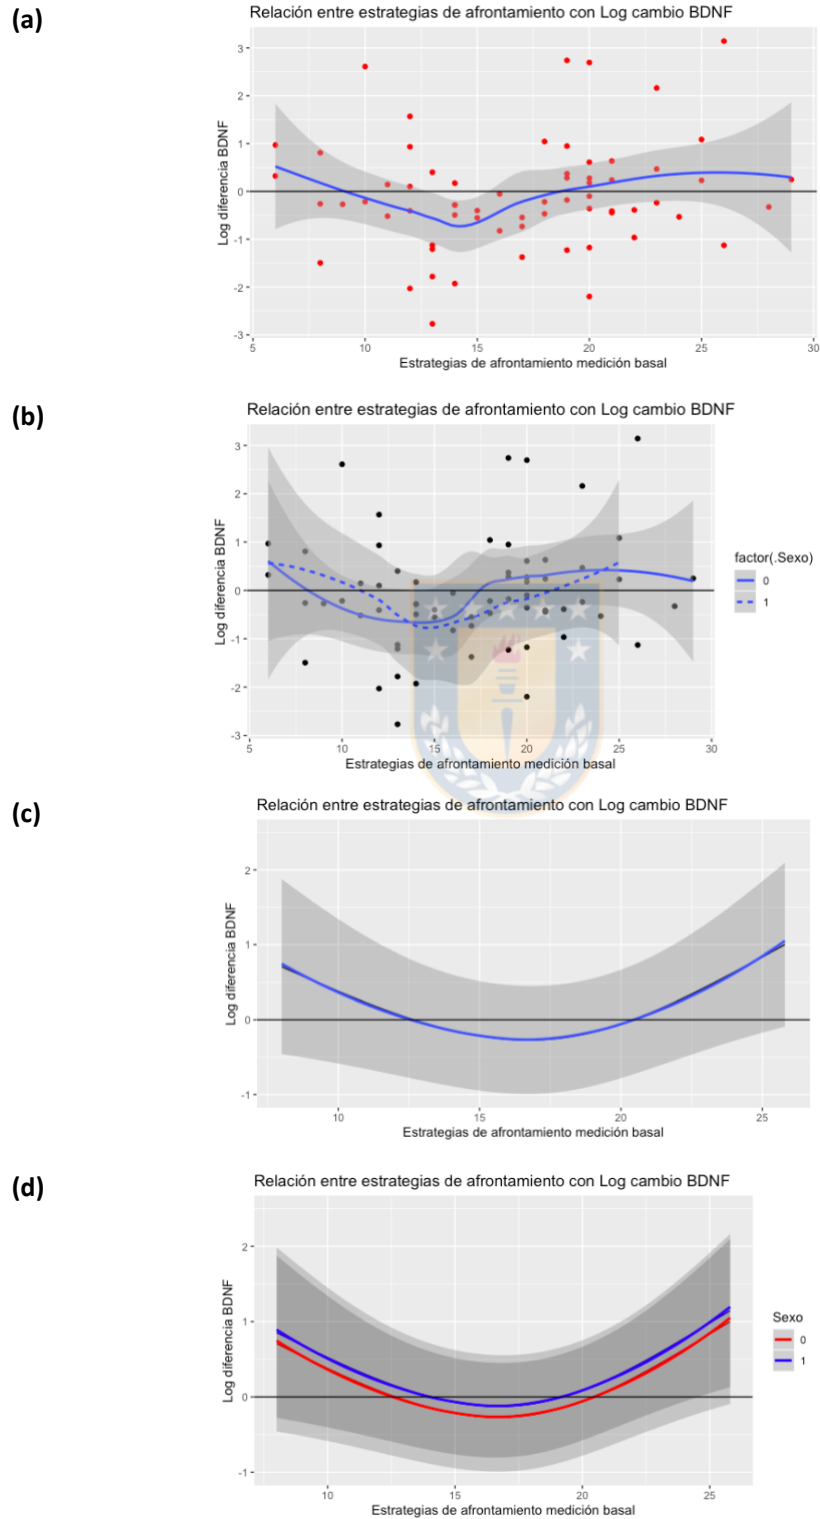 (a)
Relación entre estrategias de afrontamiento con Log cambio BDNF
Log diferencia BDNF
3
2
1
0
-1
-2
-3
5 10 15 20 25 30
Estrategias de afrontamiento medición basal
(b)
Relación entre estrategias de afrontamiento con Log cambio BDNF
Log diferencia BDNF
3
2
1
0
-1
-2
-3
5 10 15 20 25 30
Estrategias de afrontamiento medición basal
factor(.Sexo)
0
1
(c)
Relación entre estrategias de afrontamiento con Log cambio BDNF
Log diferencia BDNF
2
1
0
-1
10 15 20 25
Estrategias de afrontamiento medición basal
(d)
Relación entre estrategias de afrontamiento con Log cambio BDNF
Log diferencia BDNF
2
1
0
-1
10 15 20 25
Estrategias de afrontamiento medición basal
Sexo
0
1